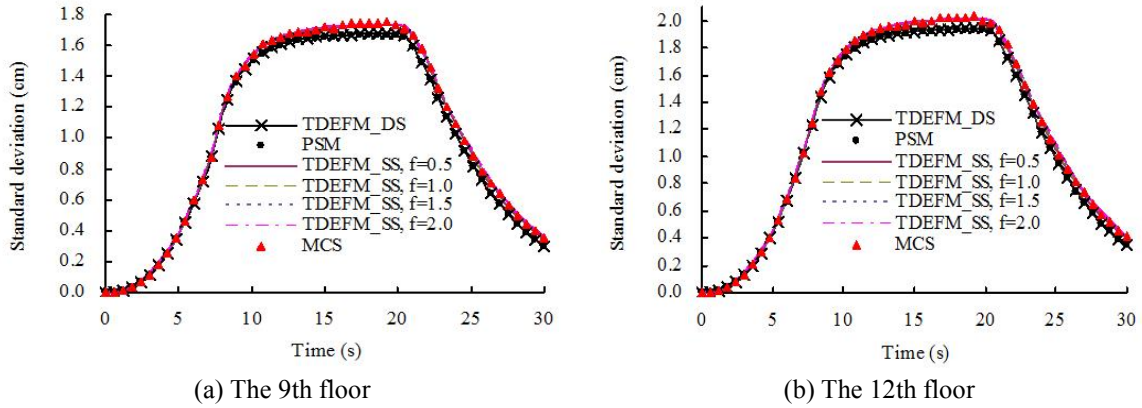 1.8
1.6
1.4
1.2
1.0
0.8
0.6
0.4
0.2
0.0
Standard deviation (cm)
TDEFM_DS
PSM
TDEFM_SS, f=0.5
TDEFM_SS, f=1.0
TDEFM_SS, f=1.5
TDEFM_SS, f=2.0
MCS
0 5 10 15 20 25 30
Time (s)
(a) The 9th floor
2.0
1.8
1.6
1.4
1.2
1.0
0.8
0.6
0.4
0.2
0.0
Standard deviation (cm)
TDEFM_DS
PSM
TDEFM_SS, f=0.5
TDEFM_SS, f=1.0
TDEFM_SS, f=1.5
TDEFM_SS, f=2.0
MCS
0 5 10 15 20 25 30
Time (s)
(b) The 12th floor